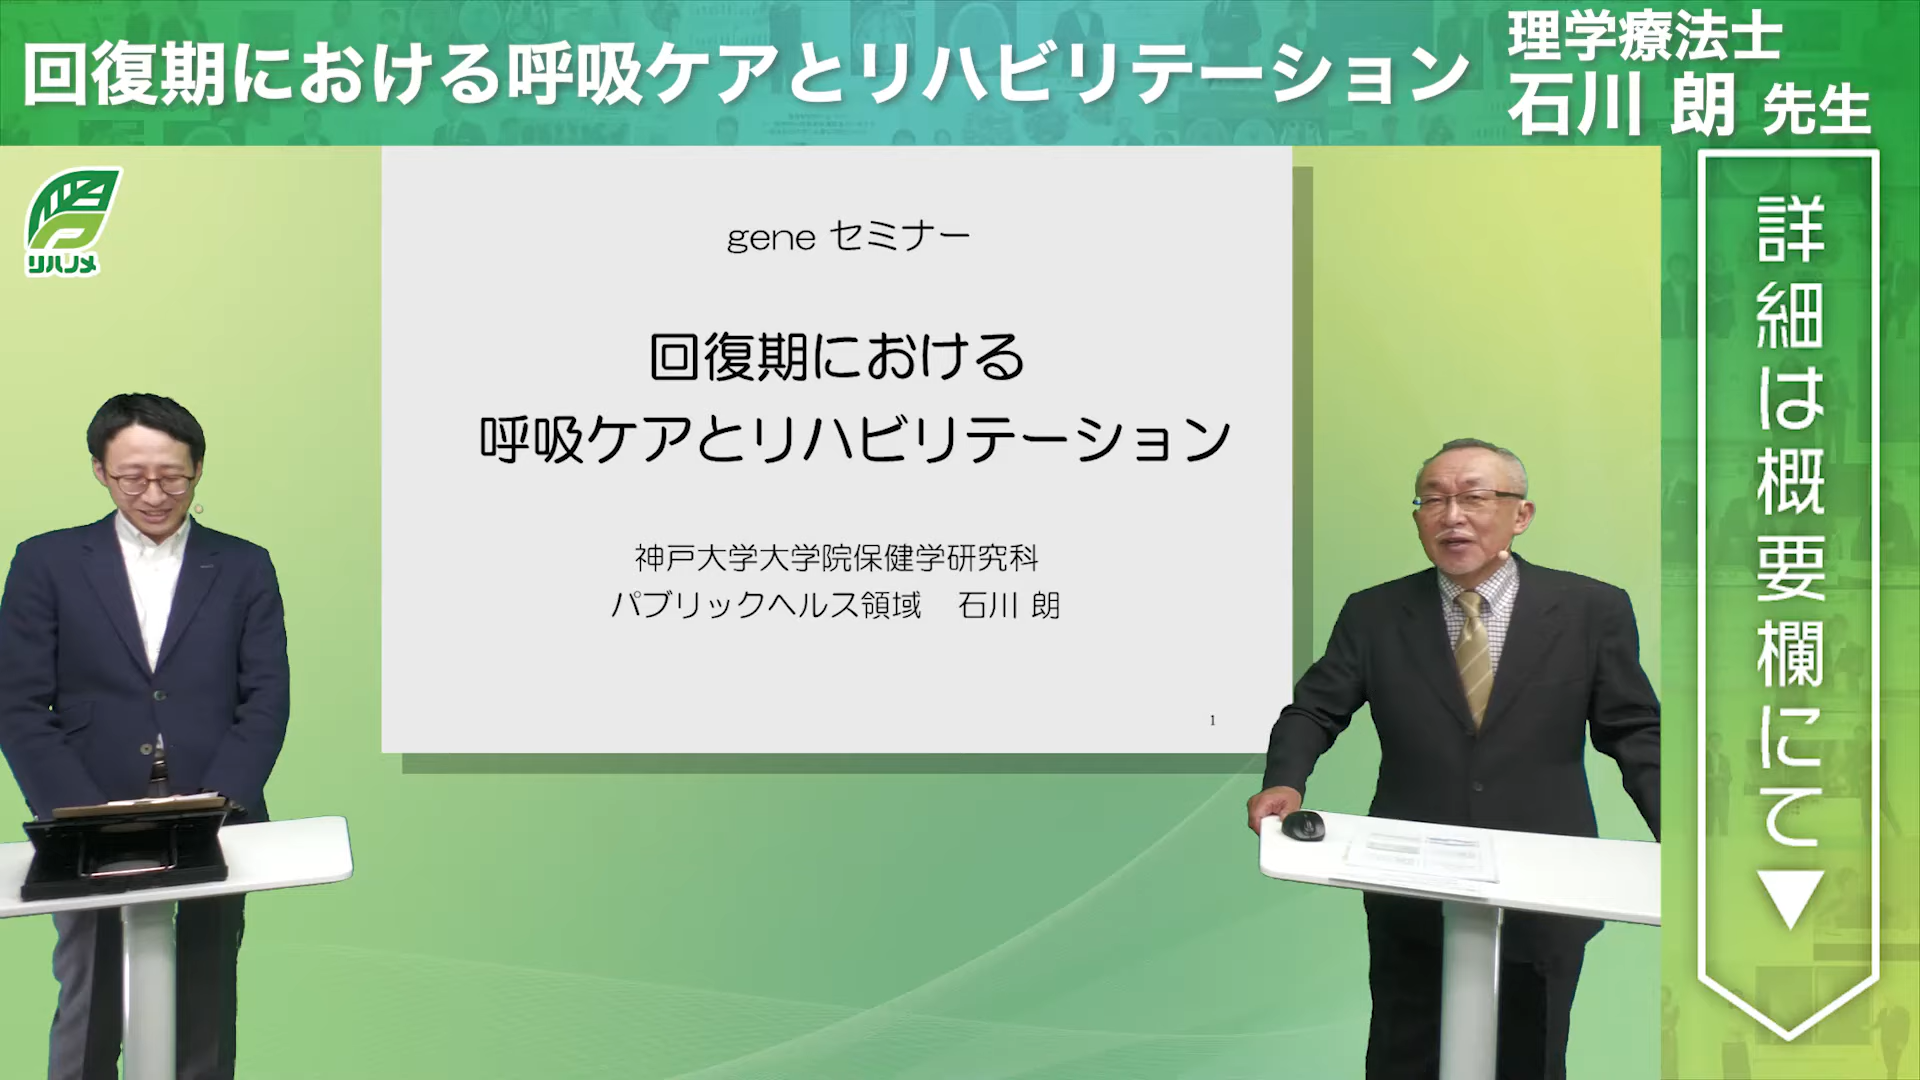 回復期における呼吸ケアとリハビリテーション
理学療法士
石川 朗 先生
リハノメ
gene セミナー
回復期における
呼吸ケアとリハビリテーション
神戸大学大学院保健学研究科
パブリックヘルス領域 石川 朗
1
詳細は概要欄にて▼